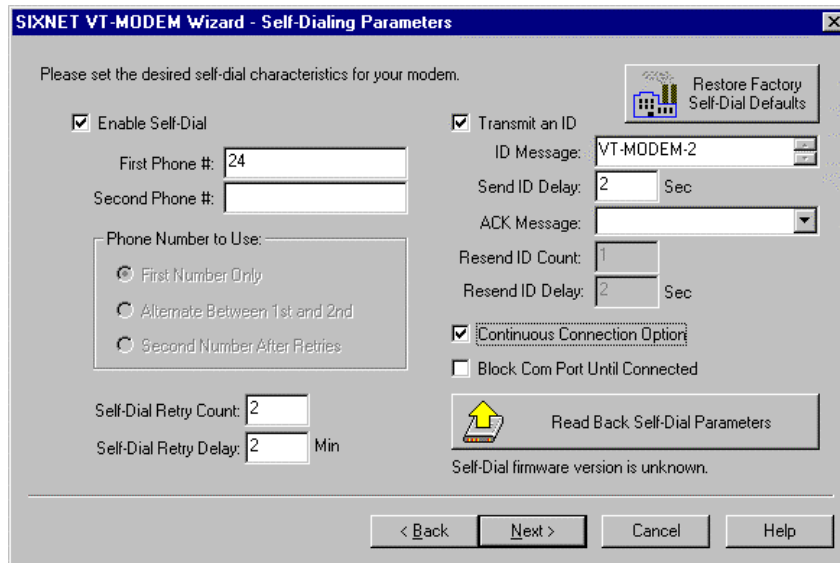 SIXNET VT-MODEM Wizard - Self-Dialing Parameters
Please set the desired self-dial characteristics for your modem.
Restore Factory
Self-Dial Defaults
Enable Self-Dial
First Phone #: 24
Second Phone #:
Phone Number to Use:
First Number Only
Alternate Between 1st and 2nd
Second Number After Retries
Self-Dial Retry Count: 2
Self-Dial Retry Delay: 2 Min
Transmit an ID
ID Message: VT-MODEM-2
Send ID Delay: 2 Sec
ACK Message:
Resend ID Count: 1
Resend ID Delay: 2 Sec
Continuous Connection Option
Block Com Port Until Connected
Read Back Self-Dial Parameters
Self-Dial firmware version is unknown.
< Back
Next >
Cancel
Help